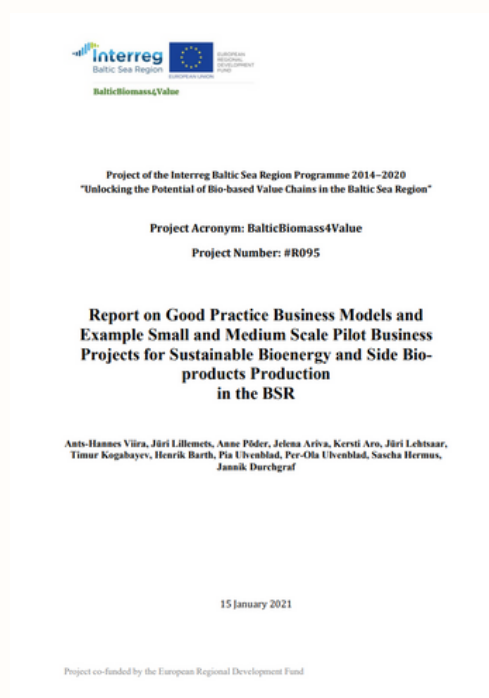 Interreg
Baltic Sea Region
EUROPEAN UNION
EUROPEAN
REGIONAL
DEVELOPMENT
FUND
BalticBiomass4Value
Project of the Interreg Baltic Sea Region Programme 2014–2020
"Unlocking the Potential of Bio-based Value Chains in the Baltic Sea Region"
Project Acronym: BalticBiomass4Value
Project Number: #R095
Report on Good Practice Business Models and
Example Small and Medium Scale Pilot Business
Projects for Sustainable Bioenergy and Side Bio-
products Production
in the BSR
Ants-Hannes Viira, Jüri Lillemets, Anne Põder, Jelena Ariva, Kersti Aro, Jüri Lehtsaar,
Timur Kogabayev, Henrik Barth, Pia Ulvenblad, Per-Ola Ulvenblad, Sascha Hermus,
Jannik Durchgraf
15 January 2021
Project co-funded by the European Regional Development Fund